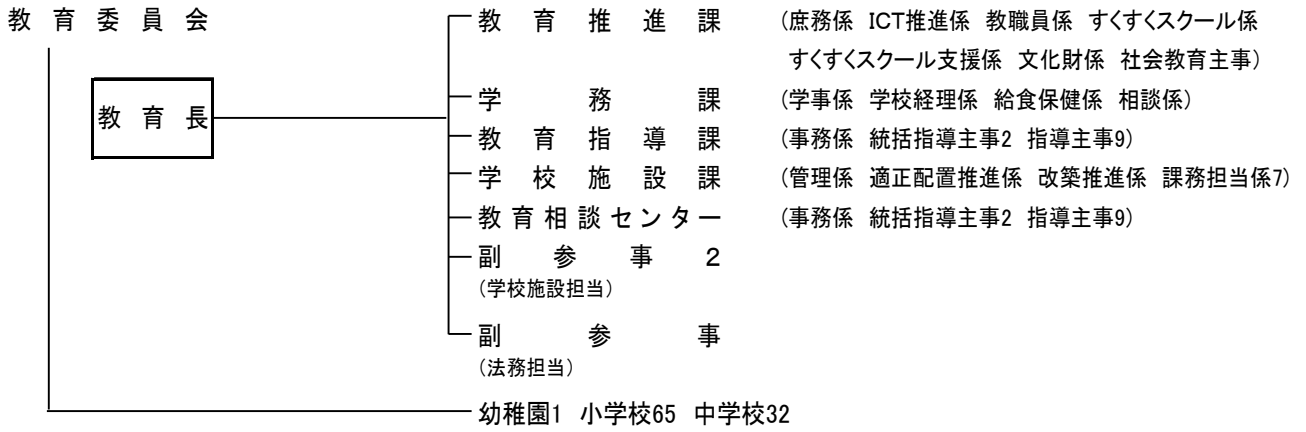 教育委員会
教育推進課 (庶務係 ICT推進係 教職員係 すくすくスクール係
すくすくスクール支援係 文化財係 社会教育主事)
教育長
学務課 (学事係 学校経理係 給食保健係 相談係)
教育指導課 (事務係 統括指導主事2 指導主事9)
学校施設課 (管理係 適正配置推進係 改築推進係 課務担当係7)
教育相談センター (事務係 統括指導主事2 指導主事9)
副参事2
(学校施設担当)
副参事
(法務担当)
幼稚園1 小学校65 中学校32